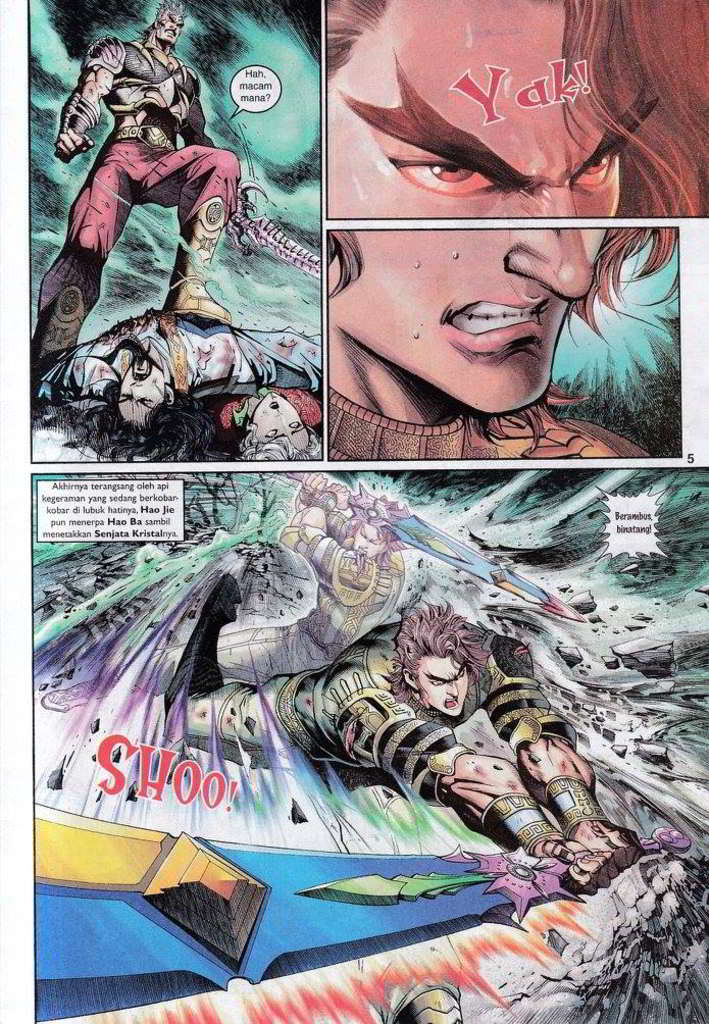 Hah,
macam
mana?
Yak!
5
Akhirnya terangsang oleh api
kegeraman yang sedang berkobar-
kobar di lubuk hatinya, Hao Jie
pun menerpa Hao Ba sambil
menetakkan Senjata Kristalnya.
Berambus,
binatang!
SHOO!